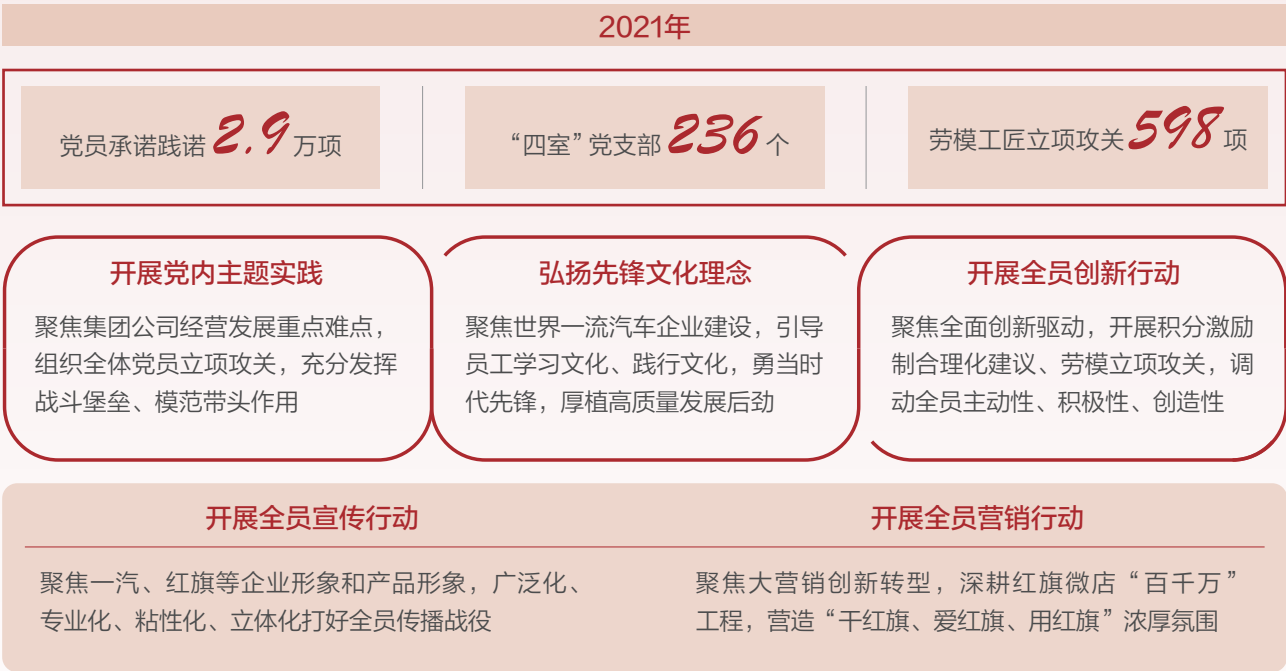 2021年
党员承诺践诺2.9万项
“四室”党支部236个
劳模工匠立项攻关598项
开展党内主题实践
聚焦集团公司经营发展重点难点，
组织全体党员立项攻关，充分发挥
战斗堡垒、模范带头作用
弘扬先锋文化理念
聚焦世界一流汽车企业建设，引导
员工学习文化、践行文化，勇当时
代先锋，厚植高质量发展后劲
开展全员创新行动
聚焦全面创新驱动，开展积分激励
制合理化建议、劳模立项攻关，调
动全员主动性、积极性、创造性
开展全员宣传行动
聚焦一汽、红旗等企业形象和产品形象，广泛化、
专业化、粘性化、立体化打好全员传播战役
开展全员营销行动
聚焦大营销创新转型，深耕红旗微店“百千万”
工程，营造“干红旗、爱红旗、用红旗”浓厚氛围